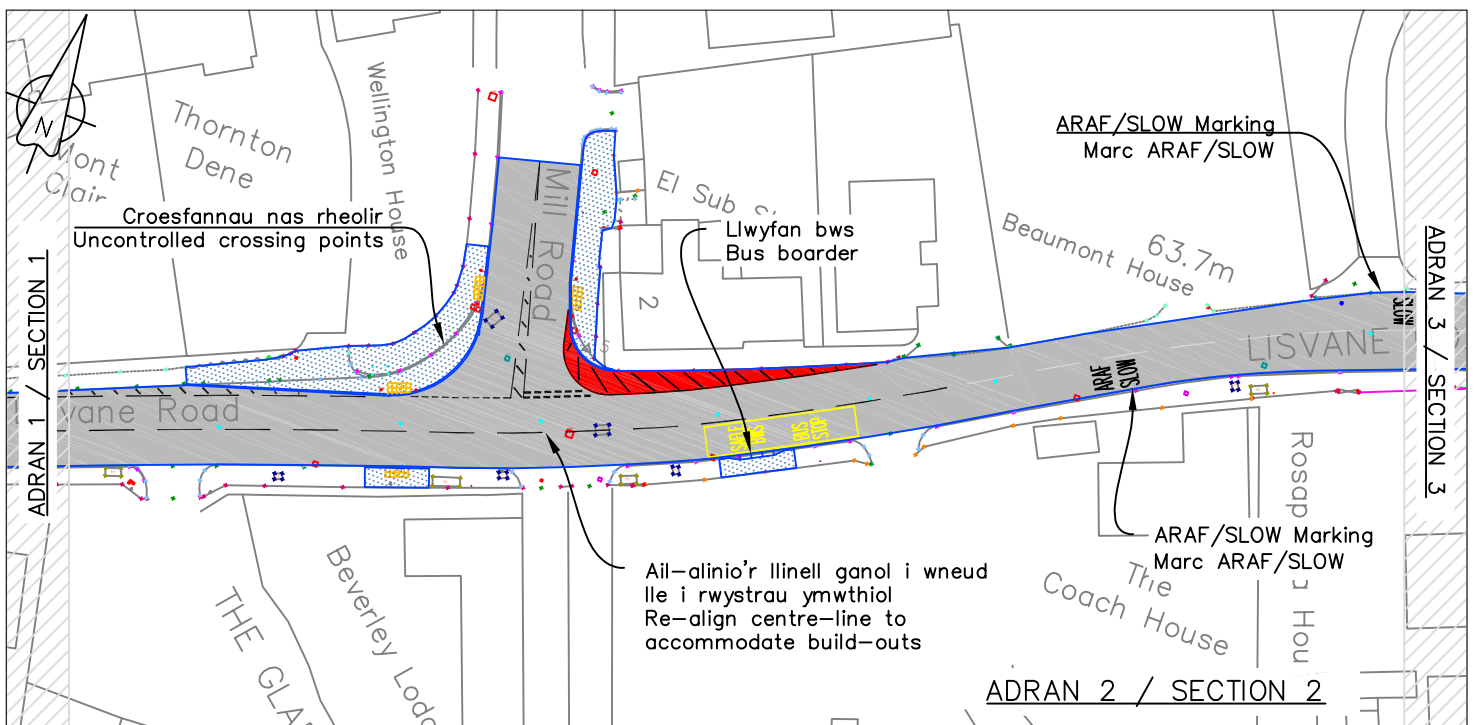 N
Mont
Clair
Thornton
Dene
Wellington House
Croesfannau nas rheolir
Uncontrolled crossing points
Mill Road
El Sub
2
5
Llwyfan bws
Bus boarder
ARAF/SLOW Marking
Marc ARAF/SLOW
Beaumont House
63.7m
ADRAN 1 / SECTION 1
ADRAN 3 / SECTION 3
Road
LISVANE
ARAF
SLOW
SLOW
BUS
BUS
STOP
ARAF/SLOW Marking
Marc ARAF/SLOW
Ail-alinio'r llinell ganol i wneud
lle i rwystrau ymwthiol
Re-align centre-line to
accommodate build-outs
Beverley
THE
The
Coach House
ADRAN 2 / SECTION 2